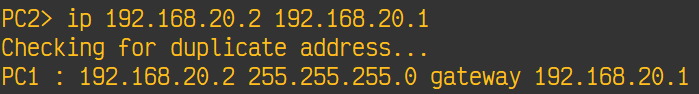 PC2> ip 192.168.20.2 192.168.20.1
Checking for duplicate address...
PC1 : 192.168.20.2 255.255.255.0 gateway 192.168.20.1